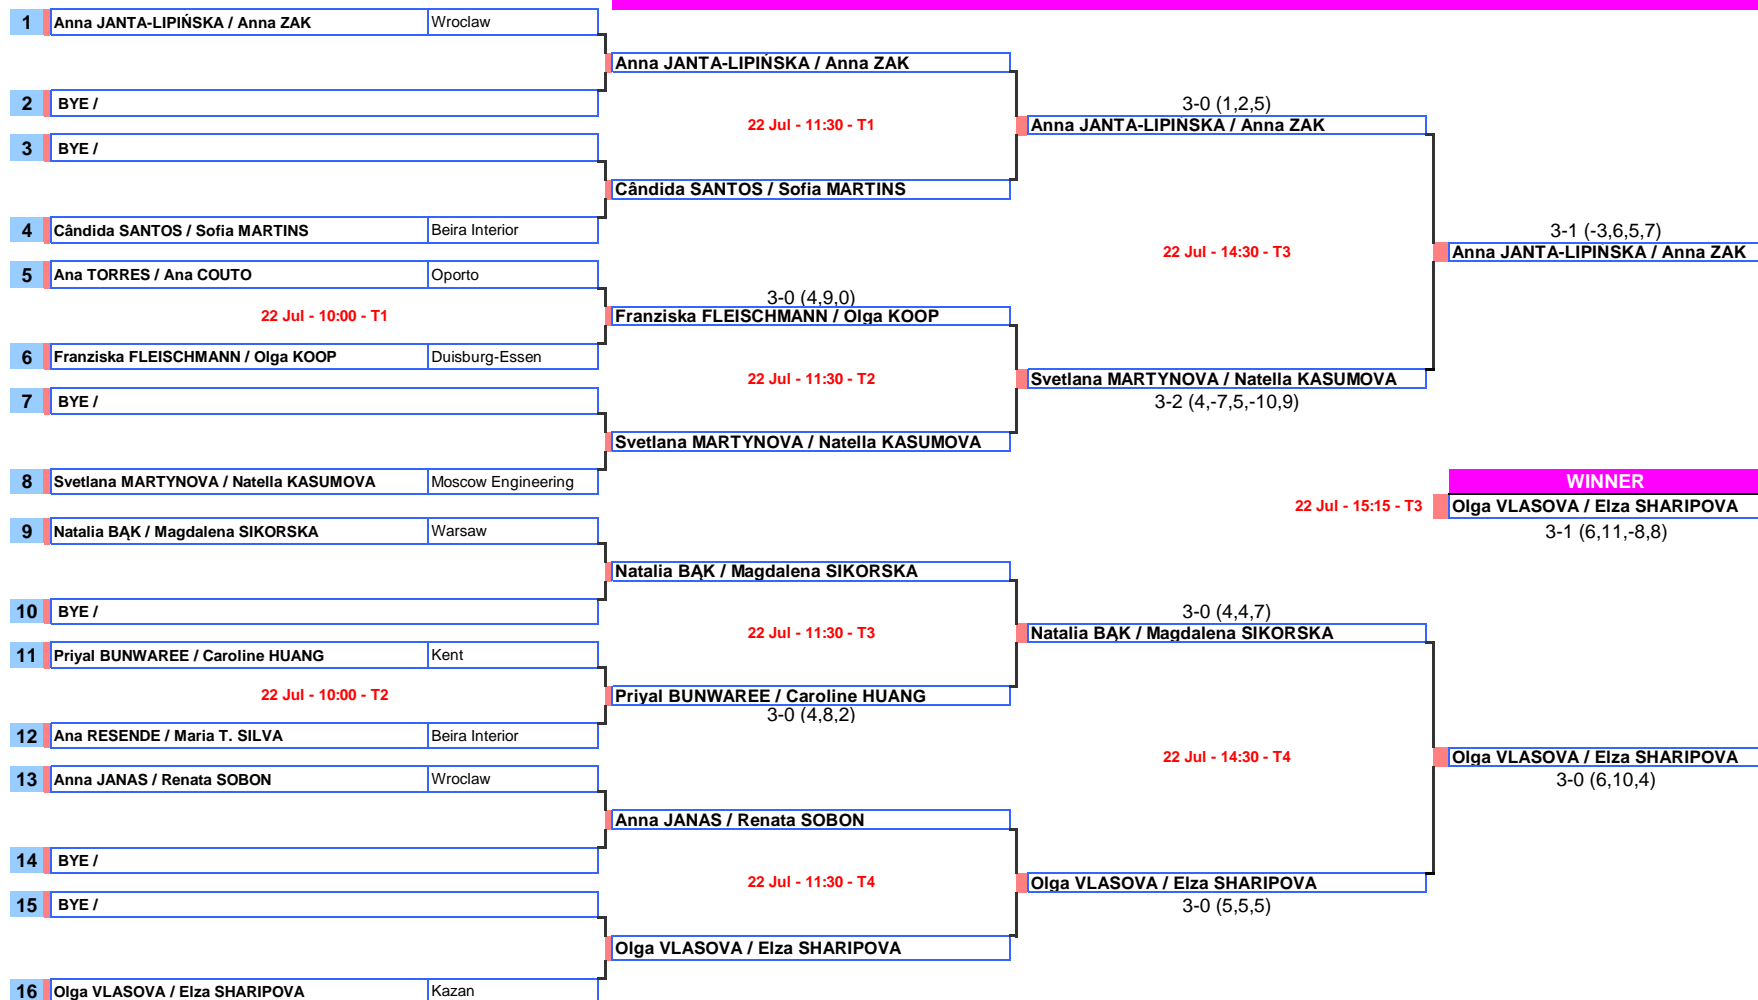 1 Anna JANTA-LIPIŃSKA / Anna ZAK Wroclaw
Anna JANTA-LIPIŃSKA / Anna ZAK
2 BYE / 3-0 (1,2,5)
22 Jul - 11:30 - T1 Anna JANTA-LIPIŃSKA / Anna ZAK
3 BYE /
Cândida SANTOS / Sofia MARTINS
4 Cândida SANTOS / Sofia MARTINS Beira Interior 3-1 (-3,6,5,7)
22 Jul - 14:30 - T3 Anna JANTA-LIPIŃSKA / Anna ZAK
5 Ana TORRES / Ana COUTO Oporto
3-0 (4,9,0)
22 Jul - 10:00 - T1 Franziska FLEISCHMANN / Olga KOOP
6 Franziska FLEISCHMANN / Olga KOOP Duisburg-Essen
22 Jul - 11:30 - T2 Svetlana MARTYNOVA / Natella KASUMOVA
7 BYE / 3-2 (4,-7,5,-10,9)
Svetlana MARTYNOVA / Natella KASUMOVA
8 Svetlana MARTYNOVA / Natella KASUMOVA Moscow Engineering WINNER
22 Jul - 15:15 - T3 Olga VLASOVA / Elza SHARIPOVA
9 Natalia BĄK / Magdalena SIKORSKA Warsaw 3-1 (6,11,-8,8)
Natalia BĄK / Magdalena SIKORSKA
10 BYE / 3-0 (4,4,7)
22 Jul - 11:30 - T3 Natalia BĄK / Magdalena SIKORSKA
11 Priyal BUNWAREE / Caroline HUANG Kent
22 Jul - 10:00 - T2 Priyal BUNWAREE / Caroline HUANG
3-0 (4,8,2)
12 Ana RESENDE / Maria T. SILVA Beira Interior
22 Jul - 14:30 - T4 Olga VLASOVA / Elza SHARIPOVA
13 Anna JANAS / Renata SOBON Wroclaw 3-0 (6,10,4)
Anna JANAS / Renata SOBON
14 BYE /
22 Jul - 11:30 - T4 Olga VLASOVA / Elza SHARIPOVA
15 BYE / 3-0 (5,5,5)
Olga VLASOVA / Elza SHARIPOVA
16 Olga VLASOVA / Elza SHARIPOVA Kazan